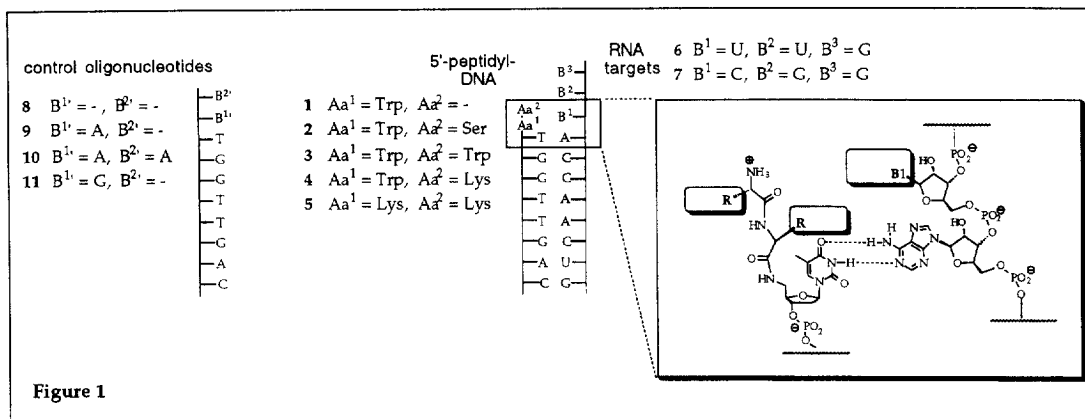 control oligonucleotides
8 B¹' = - , B²' = -
9 B¹' = A, B²' = -
10 B¹' = A, B²' = A
11 B¹' = G, B²' = -
B²'
B¹'
T
G
G
T
T
G
A
C
5'-peptidyl-
DNA
1 Aa¹ = Trp, Aa² = -
2 Aa¹ = Trp, Aa² = Ser
3 Aa¹ = Trp, Aa² = Trp
4 Aa¹ = Trp, Aa² = Lys
5 Aa¹ = Lys, Aa² = Lys
B³
B²
Aa² B¹
Aa¹
T A
G C
G C
T A
T A
G C
A U
C G
RNA
targets
6 B¹ = U, B² = U, B³ = G
7 B¹ = C, B² = G, B³ = G
⊕
NH₃
R'
O
HN
R
O
NH
O
O
PO₂
⊖
O
O
N-H
N
O
H-N
H
N
N
N
N
B1
HO
O
O
PO₂
⊖
O
O
PO₂
⊖
HO
O
O
O
PO₂
⊖
O
Figure 1